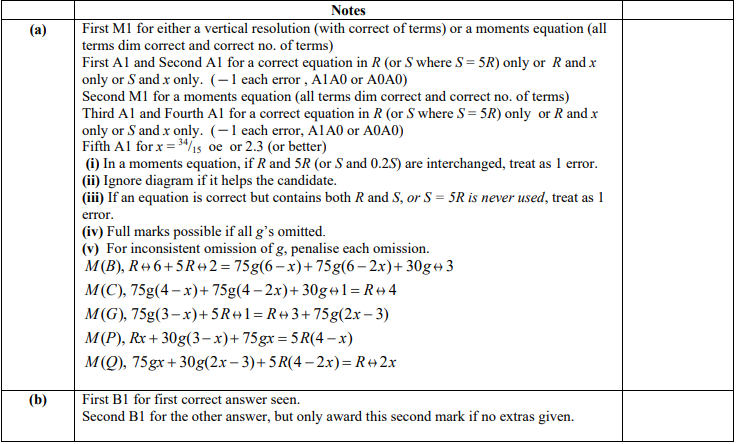 Notes
(a)
First M1 for either a vertical resolution (with correct of terms) or a moments equation (all
terms dim correct and correct no. of terms)
First A1 and Second A1 for a correct equation in R (or S where S = 5R) only or R and x
only or S and x only. (– 1 each error , A1A0 or A0A0)
Second M1 for a moments equation (all terms dim correct and correct no. of terms)
Third A1 and Fourth A1 for a correct equation in R (or S where S = 5R) only or R and x
only or S and x only. (– 1 each error, A1A0 or A0A0)
Fifth A1 for x = 34/15 oe or 2.3 (or better)
(i) In a moments equation, if R and 5R (or S and 0.2S) are interchanged, treat as 1 error.
(ii) Ignore diagram if it helps the candidate.
(iii) If an equation is correct but contains both R and S, or S = 5R is never used, treat as 1
error.
(iv) Full marks possible if all g's omitted.
(v) For inconsistent omission of g, penalise each omission.
M(B), R↔6+5R↔2 = 75g(6 – x)+75g(6 – 2x)+30g↔3
M(C), 75g(4 – x)+75g(4 – 2x)+30g↔1 = R↔4
M(G), 75g(3 – x)+5R↔1 = R↔3+75g(2x – 3)
M(P), Rx+30g(3 – x)+75gx = 5R(4 – x)
M(Q), 75gx+30g(2x – 3)+5R(4 – 2x) = R↔2x
(b)
First B1 for first correct answer seen.
Second B1 for the other answer, but only award this second mark if no extras given.